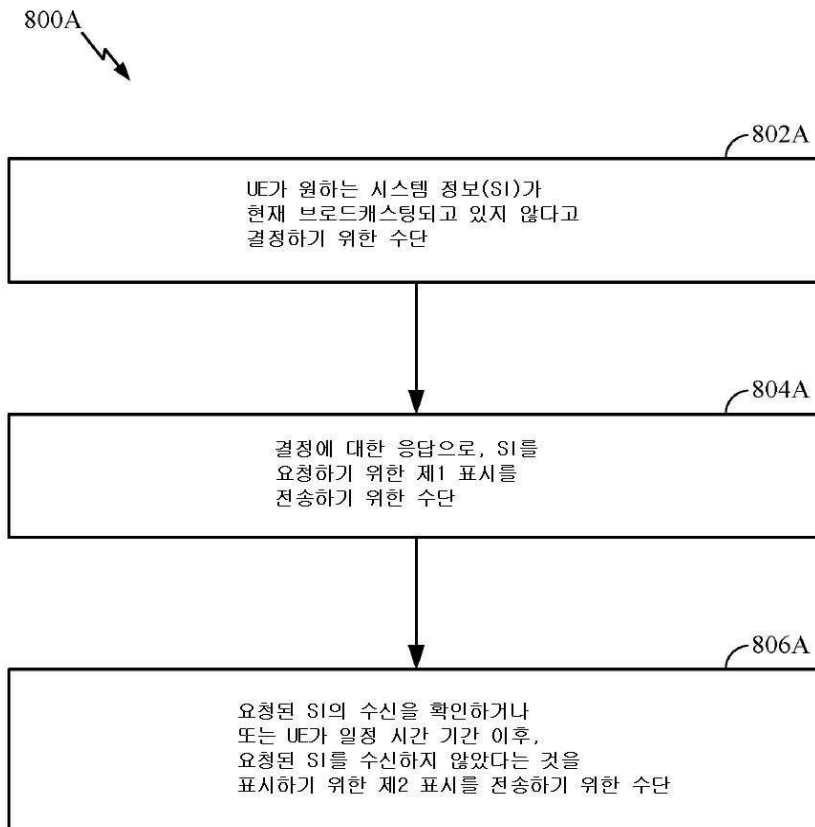 800A
802A
UE가 원하는 시스템 정보(SI)가
현재 브로드캐스팅되고 있지 않다고
결정하기 위한 수단
804A
결정에 대한 응답으로, SI를
요청하기 위한 제1 표시를
전송하기 위한 수단
806A
요청된 SI의 수신을 확인하거나
또는 UE가 일정 시간 기간 이후,
요청된 SI를 수신하지 않았다는 것을
표시하기 위한 제2 표시를 전송하기 위한 수단